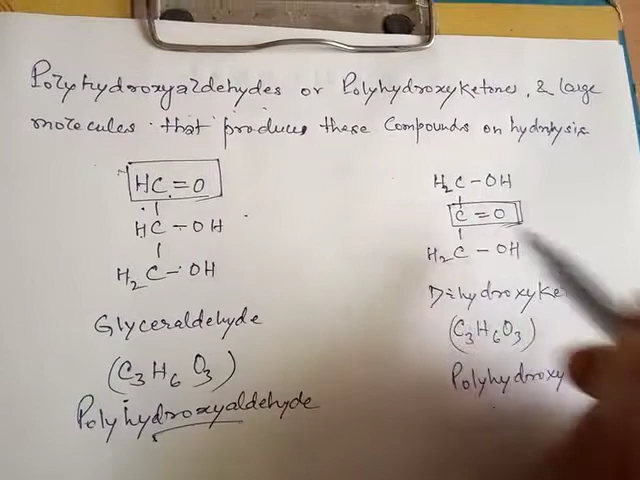 Polyhydroxyaldehydes or Polyhydroxyketones, & large
molecules that produces these Compounds on hydrolysis
HC=O
HC-OH
H2C-OH
Glyceraldehyde
(C3H6O3)
Polyhydroxyaldehyde
H2C-OH
C=O
H2C-OH
Dihydroxyke
(C3H6O3)
Polyhydroxy